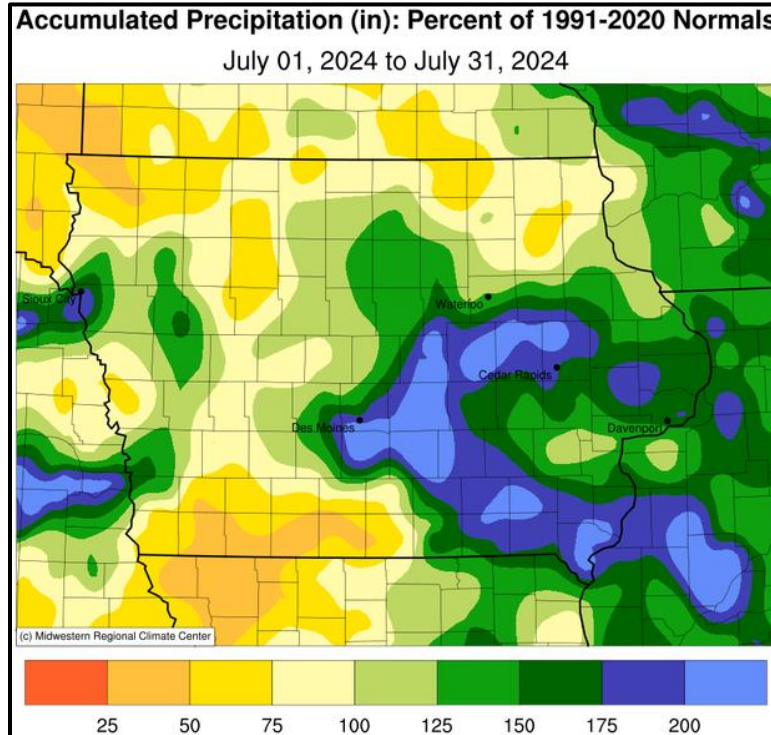 Accumulated Precipitation (in): Percent of 1991-2020 Normals
July 01, 2024 to July 31, 2024
Sioux City
Waterloo
Cedar Rapids
Des Moines
Davenport
(c) Midwestern Regional Climate Center
25 50 75 100 125 150 175 200